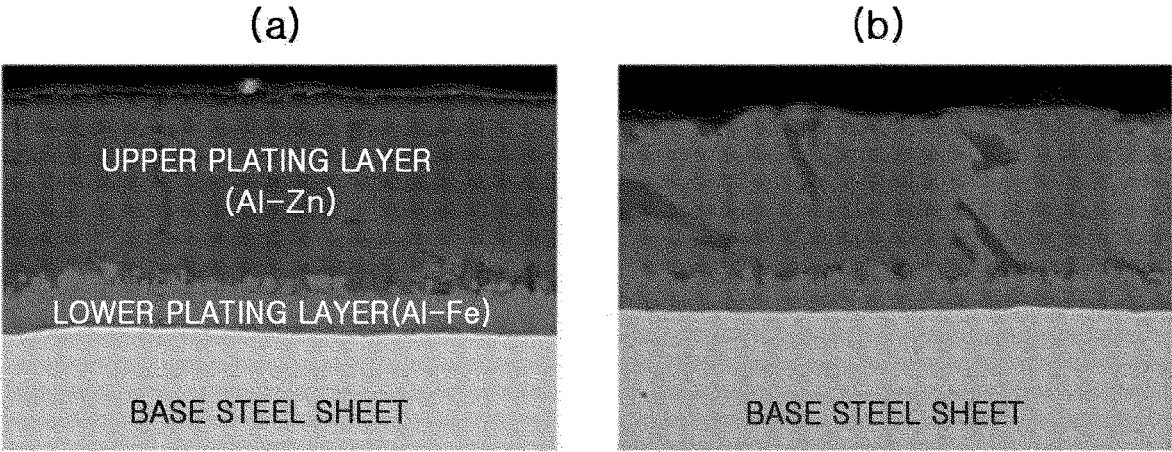 (a)
(b)
UPPER PLATING LAYER
(Al-Zn)
LOWER PLATING LAYER(Al-Fe)
BASE STEEL SHEET
BASE STEEL SHEET